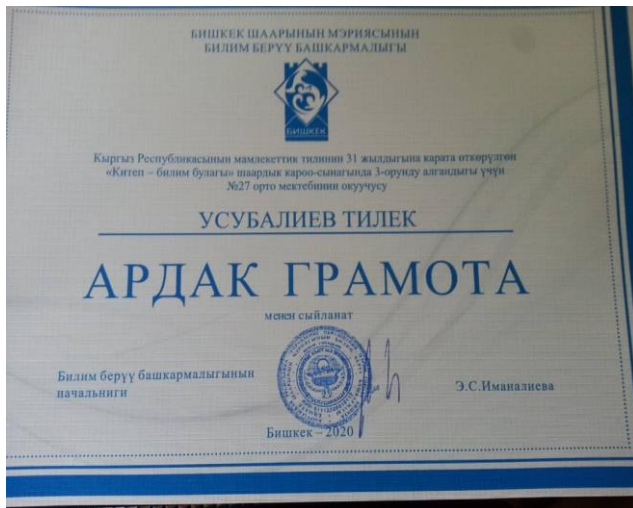 БИШКЕК ШААРЫНЫН МЭРИЯСЫНЫН
БИЛИМ БЕРҮҮ БАШКАРМАЛЫГЫ
БИШКЕК
Кыргыз Республикасынын мамлекеттик тилинин 31 жылдыгына карата өткөрүлгөн
«Китеп – билим булагы» шаардык кароо-сынагында 3-орунду алгандыгы үчүн
№27 орто мектебинин окуучусу
УСУБАЛИЕВ ТИЛЕК
АРДАК ГРАМОТА
менен сыйланат
Билим берүү башкармалыгынын
начальниги
Э.С.Иманалиева
Бишкек – 2020